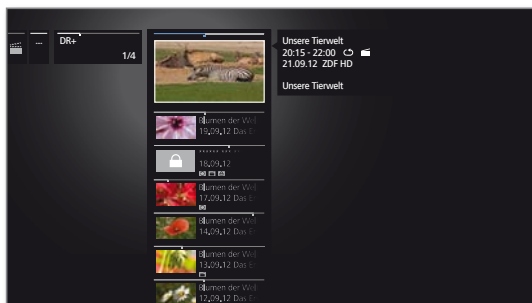 ...
DR+
1/4
Unsere Tierwelt
20:15 - 22:00
21.09.12 ZDF HD
Unsere Tierwelt
Blumen der Wel
19.09.12 Das E
18.09.12
Blumen der Wel
17.09.12 Das E
Blumen der Wel
14.09.12 Das E
Blumen der Wel
13.09.12 Das E
Blumen der Wel
12.09.12 Das E